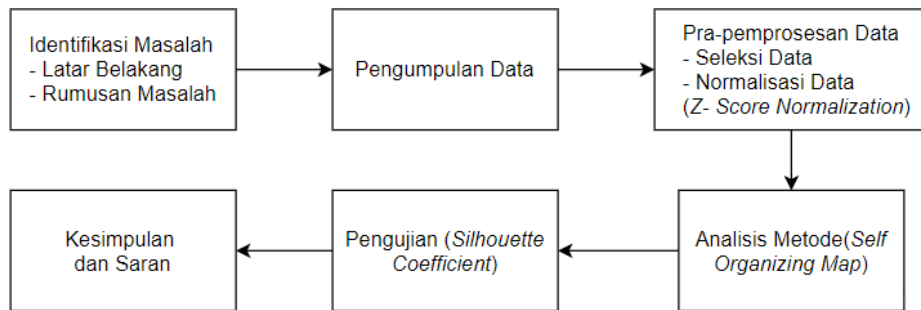 Identifikasi Masalah
- Latar Belakang
- Rumusan Masalah
Pengumpulan Data
Pra-pemprosesan Data
- Seleksi Data
- Normalisasi Data
(Z- Score Normalization)
Analisis Metode(Self
Organizing Map)
Pengujian (Silhouette
Coefficient)
Kesimpulan
dan Saran